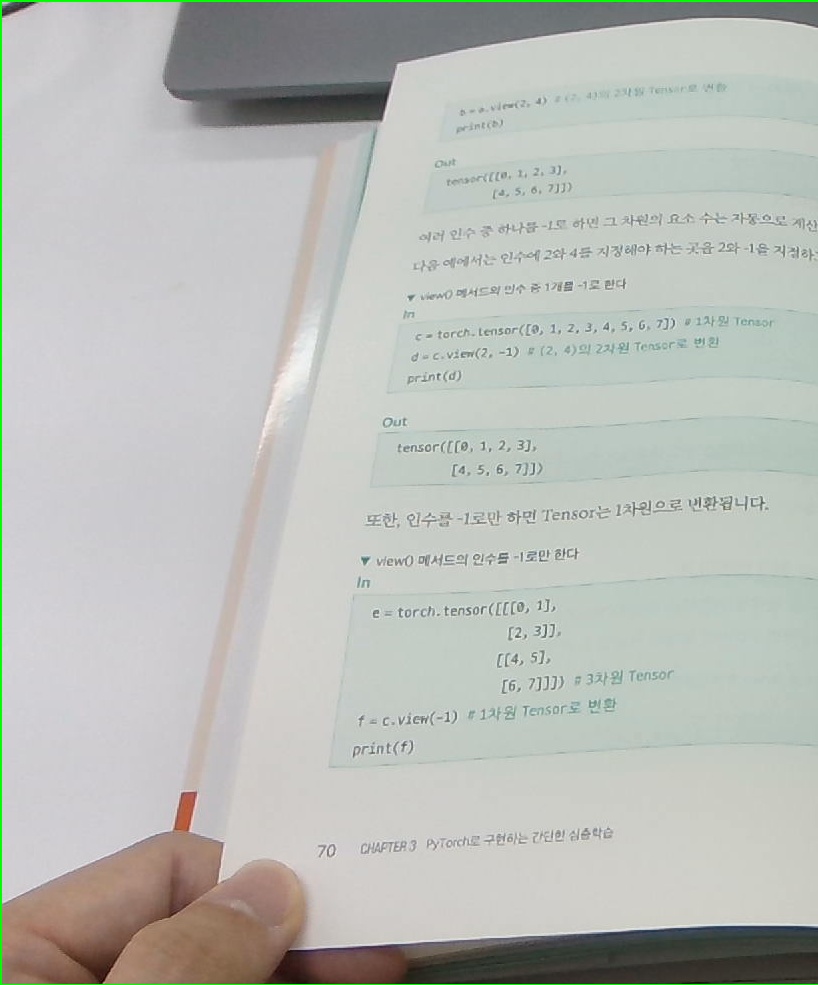 b = a.view(2, 4) # (2, 4)의 2차원 Tensor로 변환
print(b)
Out
tensor([[0, 1, 2, 3],
[4, 5, 6, 7]])
여러 인수 중 하나를 -1로 하면 그 차원의 요소 수는 자동으로 계산
다음 예에서는 인수에 2와 4를 지정해야 하는 곳을 2와 -1을 지정하
▼ view() 메서드의 인수 중 1개를 -1로 한다
In
c = torch.tensor([0, 1, 2, 3, 4, 5, 6, 7]) # 1차원 Tensor
d = c.view(2, -1) # (2, 4)의 2차원 Tensor로 변환
print(d)
Out
tensor([[0, 1, 2, 3],
[4, 5, 6, 7]])
또한, 인수를 -1로만 하면 Tensor는 1차원으로 변환됩니다.
▼ view() 메서드의 인수를 -1로만 한다
In
e = torch.tensor([[[0, 1],
[2, 3]],
[[4, 5],
[6, 7]]]) # 3차원 Tensor
f = c.view(-1) # 1차원 Tensor로 변환
print(f)
70 CHAPTER 3 PyTorch로 구현하는 간단한 심층학습